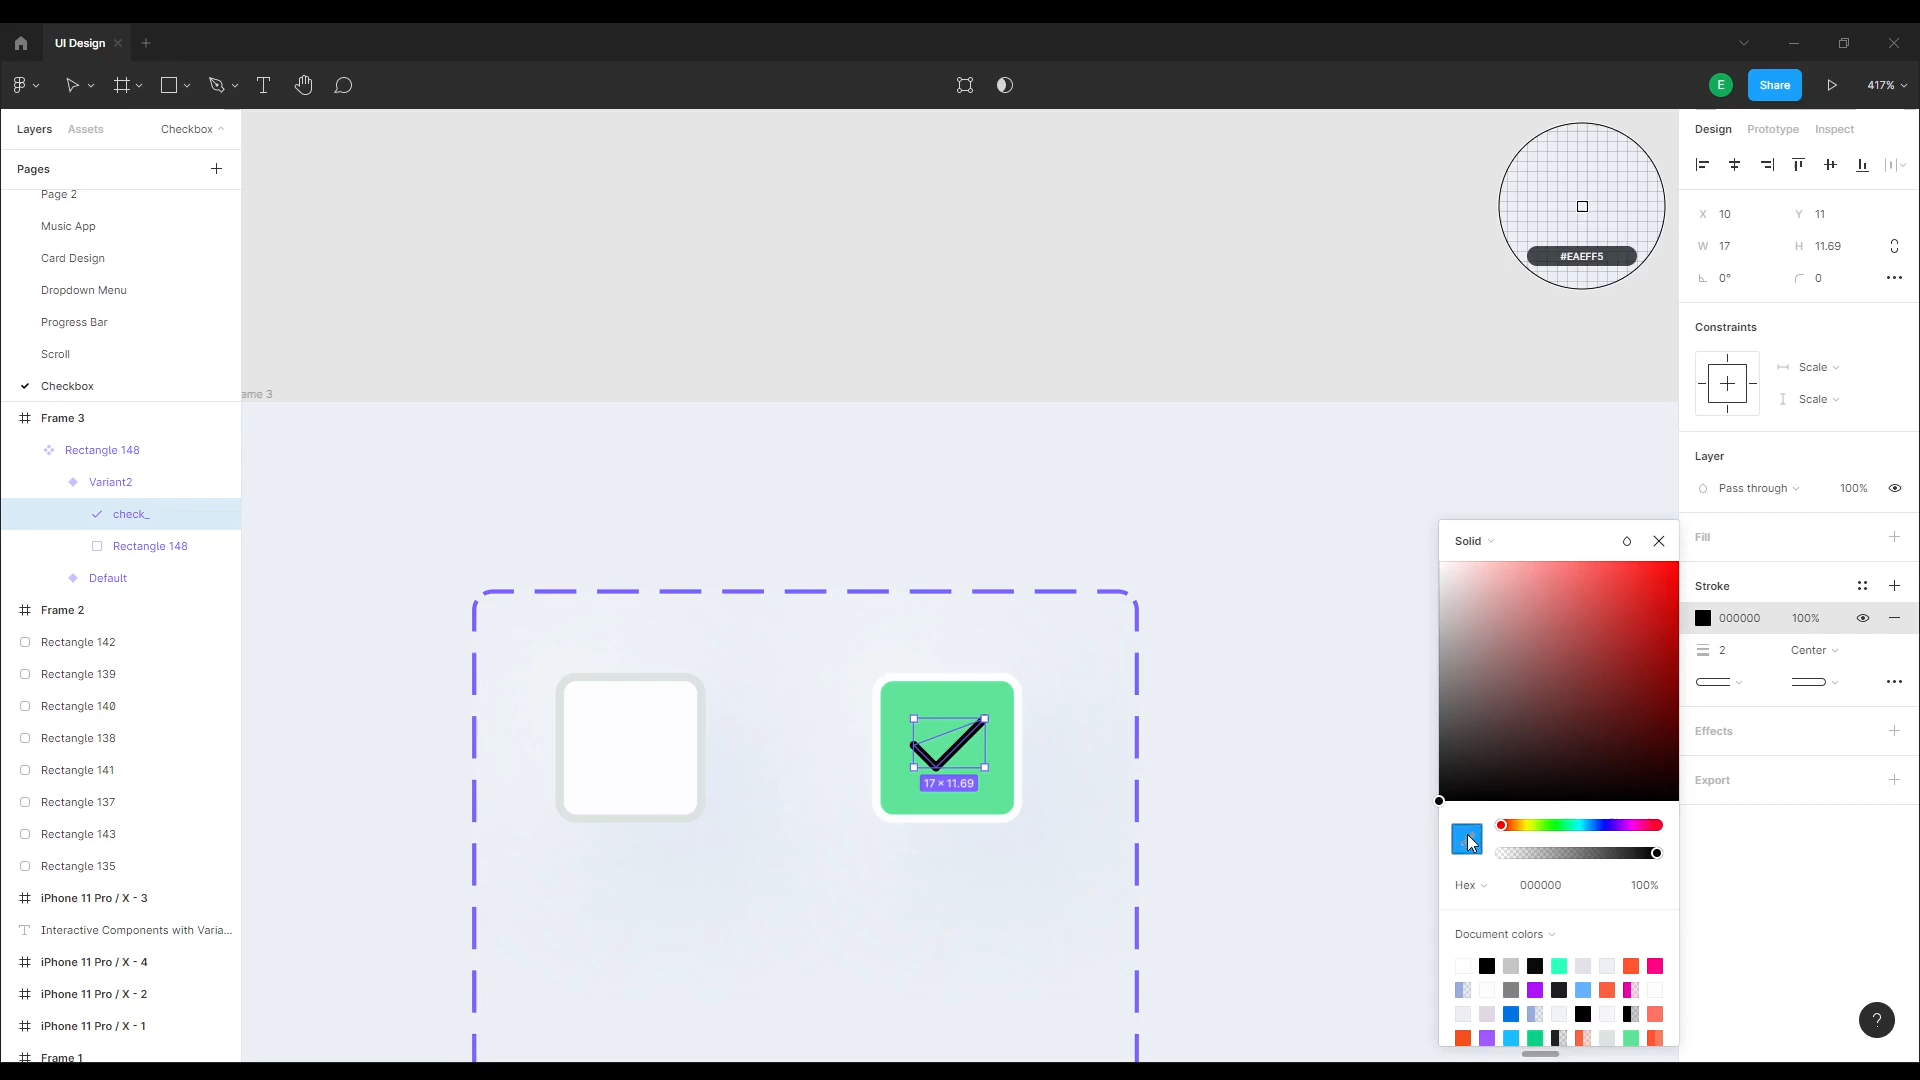 UI Design
E
Share
417%
Layers
Assets
Checkbox
Pages
Page 2
Music App
Card Design
Dropdown Menu
Progress Bar
Scroll
Checkbox
Frame 3
Rectangle 148
Variant2
check_
Rectangle 148
Default
Frame 2
Rectangle 142
Rectangle 139
Rectangle 140
Rectangle 138
Rectangle 141
Rectangle 137
Rectangle 143
Rectangle 135
iPhone 11 Pro / X - 3
Interactive Components with Varia...
iPhone 11 Pro / X - 4
iPhone 11 Pro / X - 2
iPhone 11 Pro / X - 1
Frame 1
ame 3
#EAEFF5
17 × 11.69
Solid
Hex
000000
100%
Document colors
Design
Prototype
Inspect
X 10
Y 11
W 17
H 11.69
0°
0
Constraints
Scale
Scale
Layer
Pass through
100%
Fill
Stroke
000000
100%
2
Center
Effects
Export
?